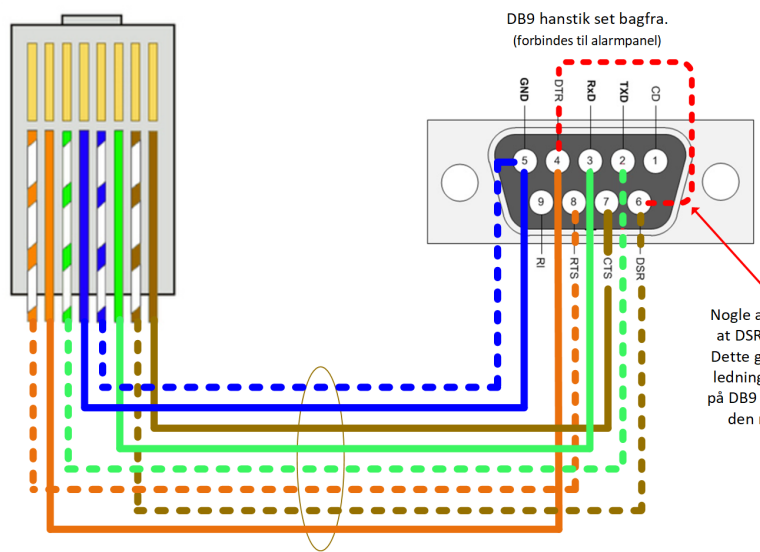 DB9 hanstik set bagfra.
(forbindes til alarmpanel)
GND
DTR
RxD
TXD
CD
5
4
3
2
1
9
8
7
6
RI
RTS
CTS
DSR
Nogle a
at DSR
Dette g
ledning
på DB9
den